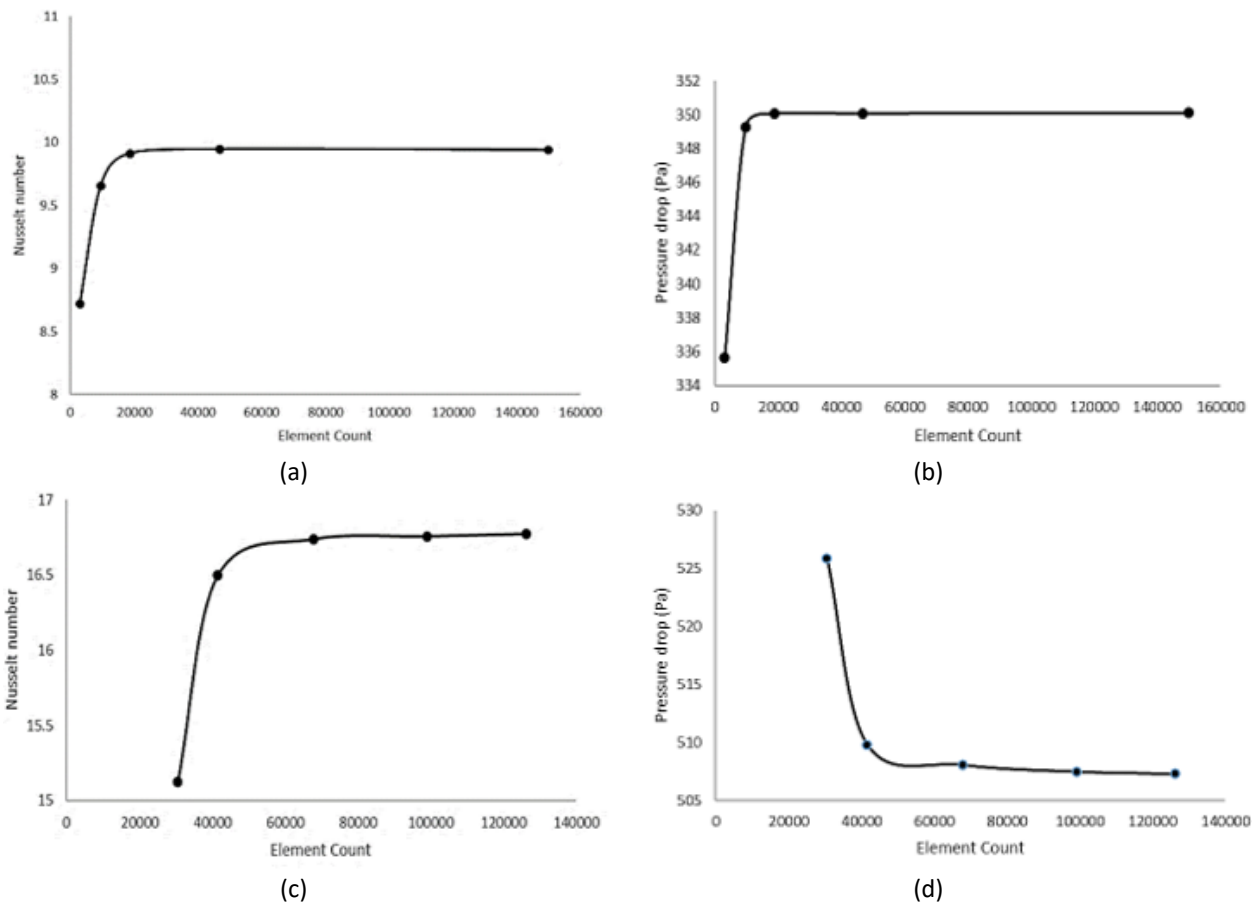 11
10.5
10
9.5
9
8.5
8
Nusselt number
0 20000 40000 60000 80000 100000 120000 140000 160000
Element Count
(a)
352
350
348
346
344
342
340
338
336
334
Pressure drop (Pa)
0 20000 40000 60000 80000 100000 120000 140000 160000
Element Count
(b)
17
16.5
16
15.5
15
Nusselt number
0 20000 40000 60000 80000 100000 120000 140000
Element Count
(c)
530
525
520
515
510
505
Pressure drop (Pa)
0 20000 40000 60000 80000 100000 120000 140000
Element Count
(d)